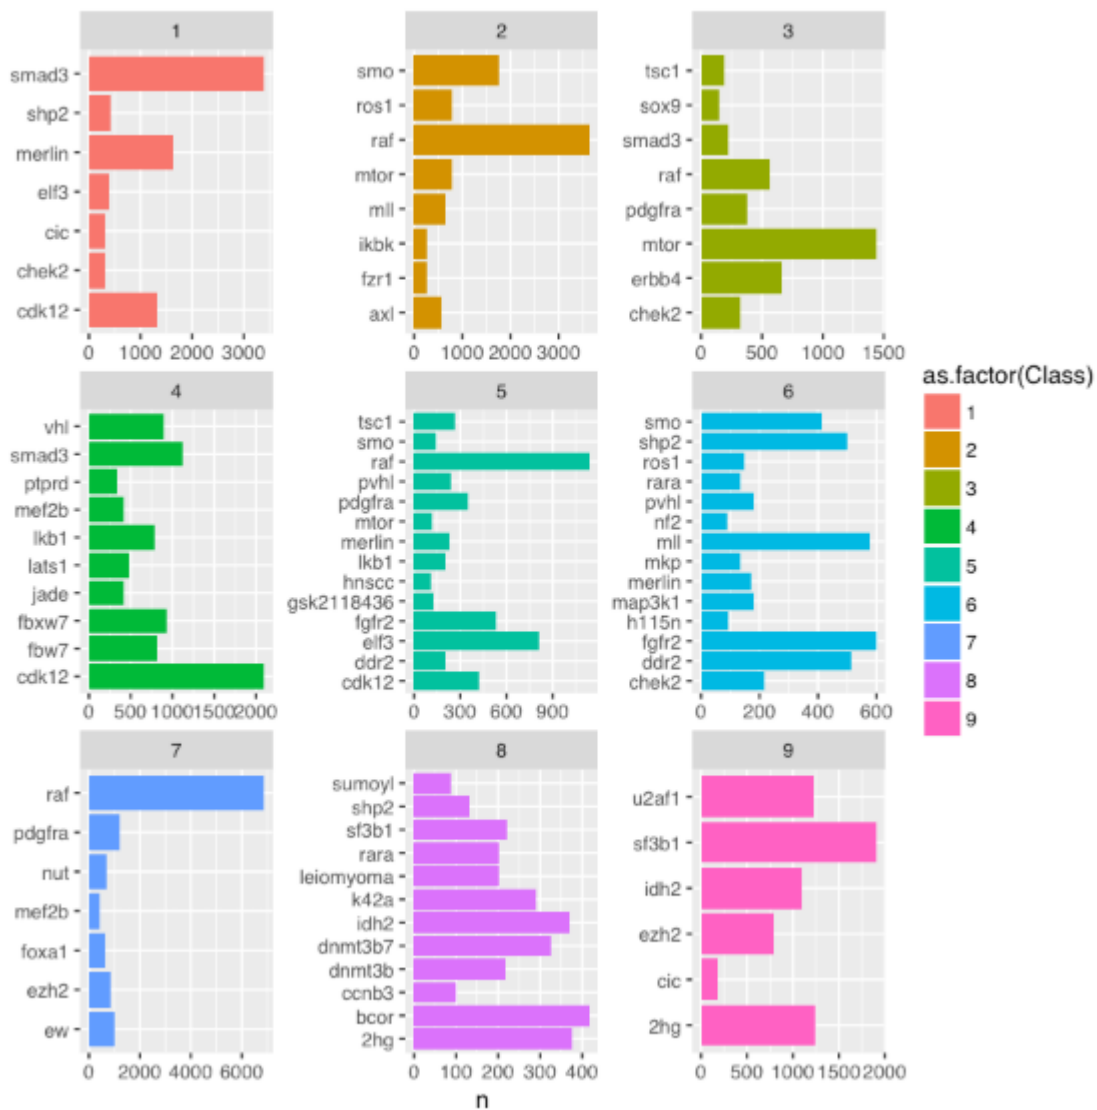 1
smad3
shp2
merlin
elf3
cic
chek2
cdk12
0 1000 2000 3000
2
smo
ros1
raf
mtor
mll
ikbk
fzr1
axl
0 1000 2000 3000
3
tsc1
sox9
smad3
raf
pdgfra
mtor
erbb4
chek2
0 500 1000 1500
4
vhl
smad3
ptprd
mef2b
lkb1
lats1
jade
fbxw7
fbw7
cdk12
0 500 1000 1500 2000
5
tsc1
smo
raf
pvhl
pdgfra
mtor
merlin
lkb1
hnscc
gsk2118436
fgfr2
elf3
ddr2
cdk12
0 300 600 900
6
smo
shp2
ros1
rara
pvhl
nf2
mll
mkp
merlin
map3k1
h115n
fgfr2
ddr2
chek2
0 200 400 600
7
raf
pdgfra
nut
mef2b
foxa1
ezh2
ew
0 2000 4000 6000
8
sumoyl
shp2
sf3b1
rara
leiomyoma
k42a
idh2
dnmt3b7
dnmt3b
ccnb3
bcor
2hg
0 100 200 300 400
9
u2af1
sf3b1
idh2
ezh2
cic
2hg
0 500 1000 1500 2000
n
as.factor(Class)
1
2
3
4
5
6
7
8
9